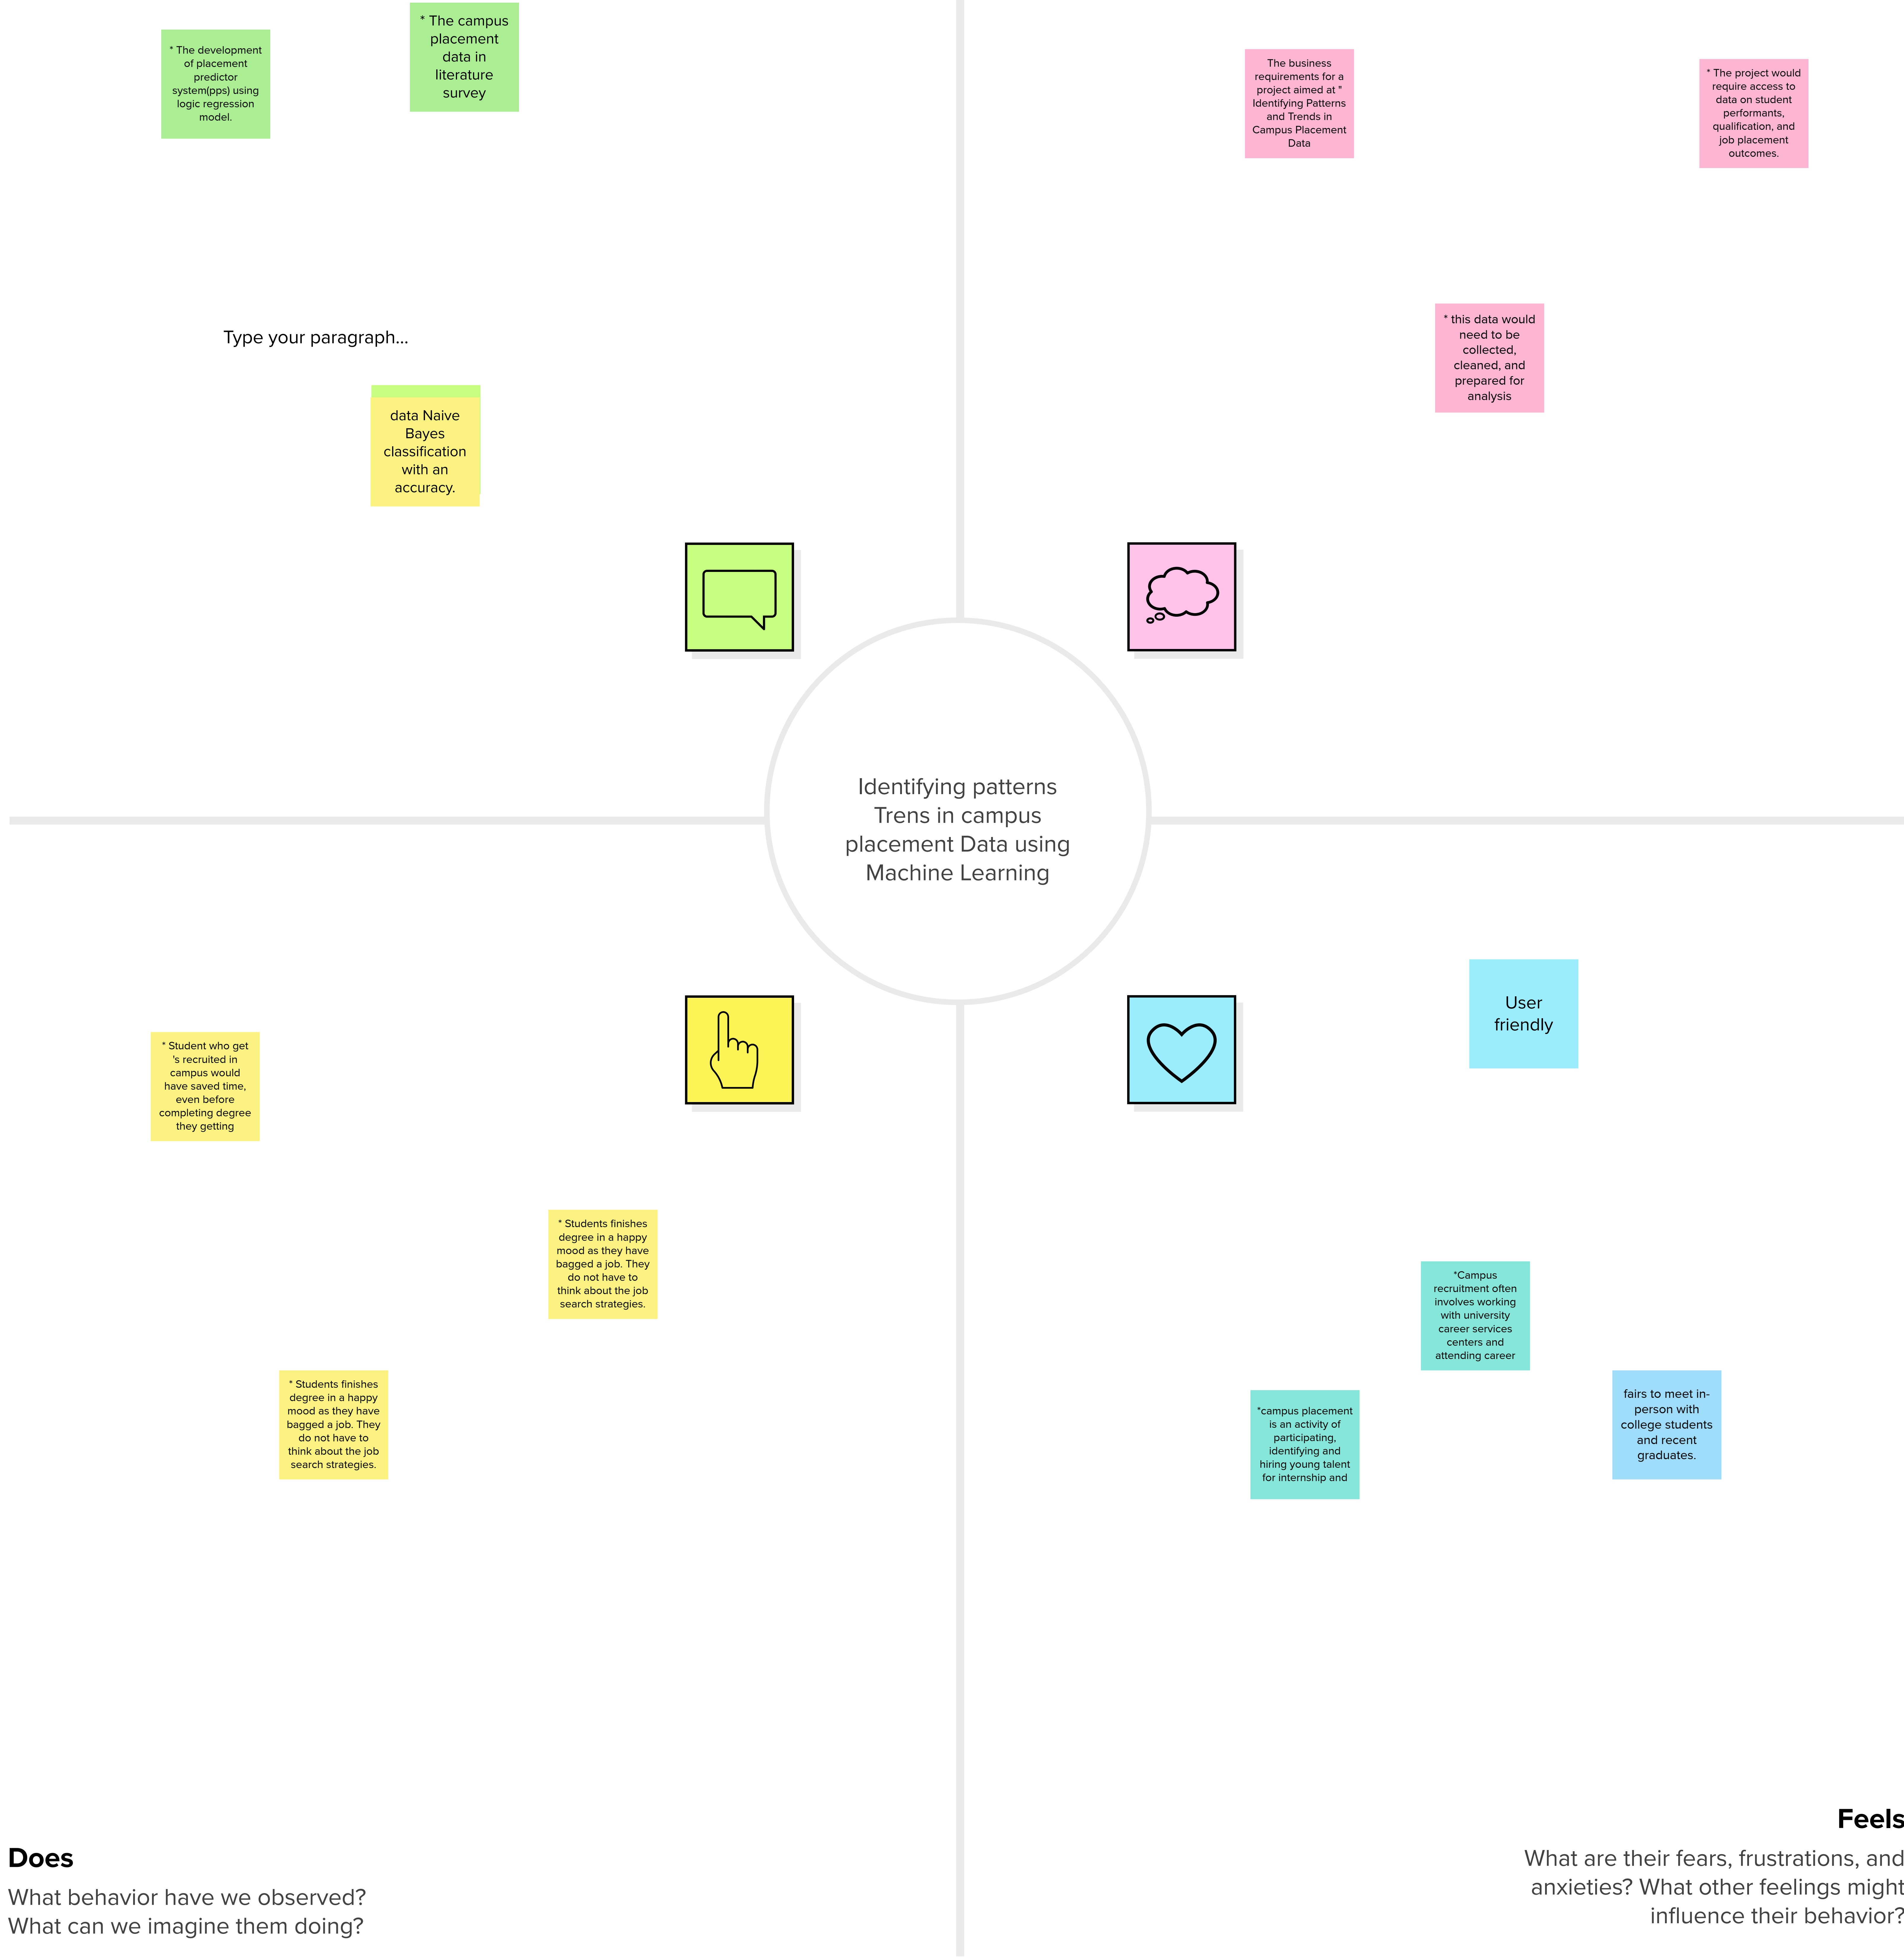 * The development
of placement
predictor
system(pps) using
logic regression
model.
* The campus
placement
data in
literature
survey
Type your paragraph...
data Naive
Bayes
classification
with an
accuracy.
The business
requirements for a
project aimed at "
Identifying Patterns
and Trends in
Campus Placement
Data
* The project would
require access to
data on student
performants,
qualification, and
job placement
outcomes.
* this data would
need to be
collected,
cleaned, and
prepared for
analysis
Identifying patterns
Trens in campus
placement Data using
Machine Learning
* Student who get
's recruited in
campus would
have saved time,
even before
completing degree
they getting
* Students finishes
degree in a happy
mood as they have
bagged a job. They
do not have to
think about the job
search strategies.
* Students finishes
degree in a happy
mood as they have
bagged a job. They
do not have to
think about the job
search strategies.
User
friendly
*Campus
recruitment often
involves working
with university
career services
centers and
attending career
*campus placement
is an activity of
participating,
identifying and
hiring young talent
for internship and
fairs to meet in-
person with
college students
and recent
graduates.
Does
What behavior have we observed?
What can we imagine them doing?
Feels
What are their fears, frustrations, and
anxieties? What other feelings might
influence their behavior?